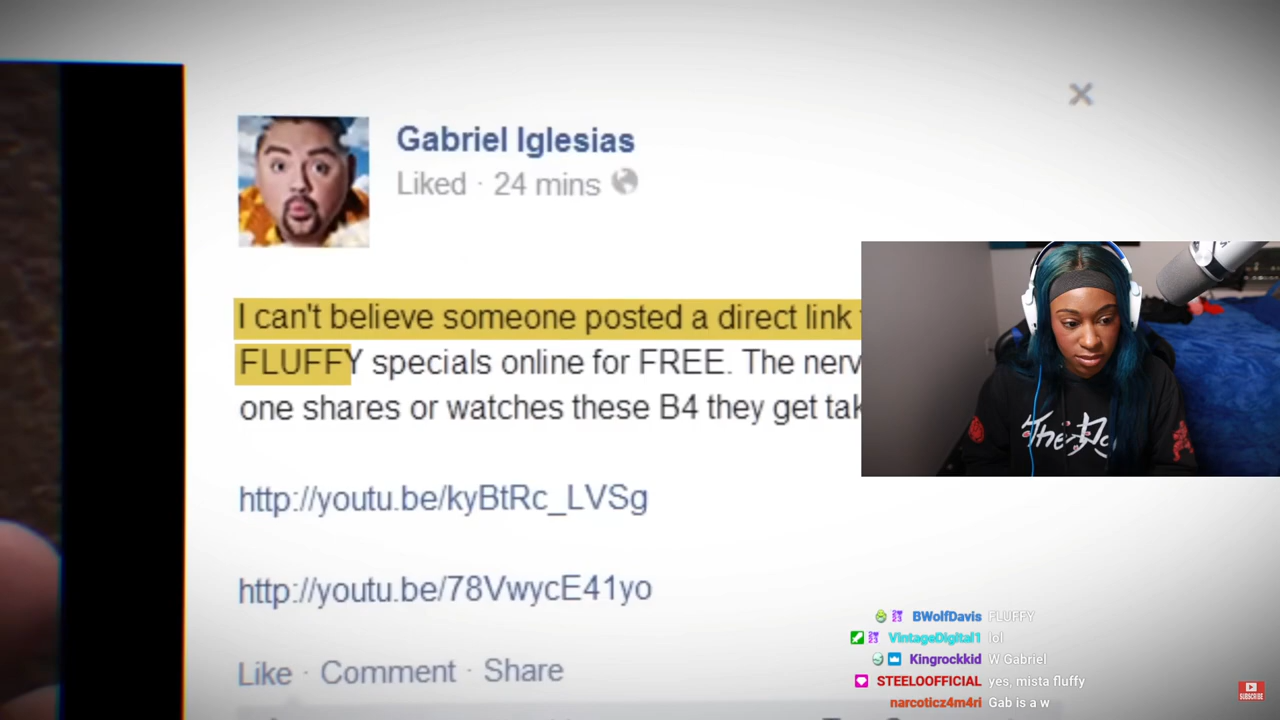 Gabriel Iglesias
Liked · 24 mins
I can't believe someone posted a direct link
FLUFFY specials online for FREE. The nerv
one shares or watches these B4 they get tak
http://youtu.be/kyBtRc_LVSg
http://youtu.be/78VwycE41yo
Like · Comment · Share
BWolfDavis FLUFFY
VintageDigital1 lol
Kingrockkid W Gabriel
STEELOOFFICIAL yes, mista fluffy
narcoticz4m4ri Gab is a w
SUBSCRIBE